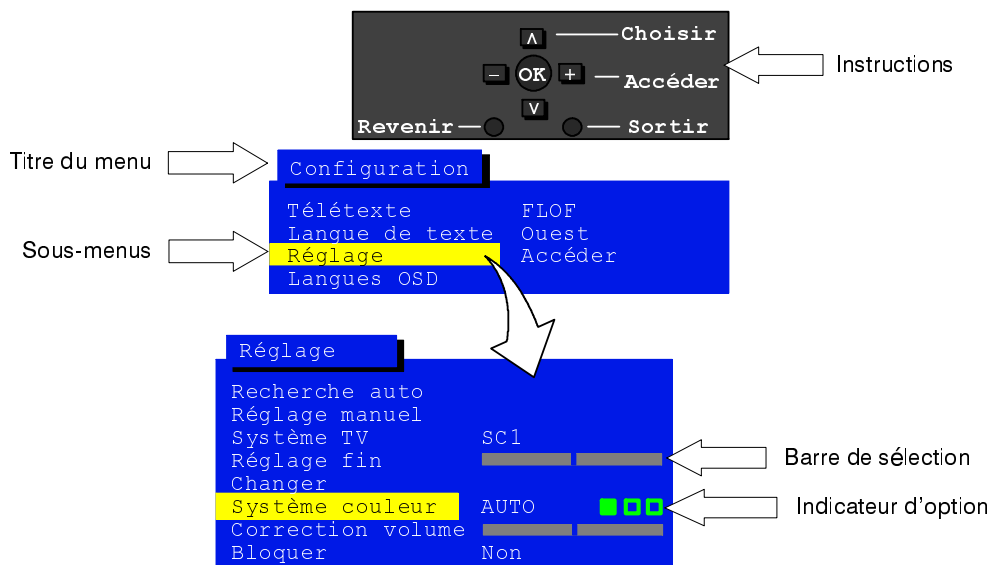 ∧ Choisir
− OK + Accéder
∨
Revenir Sortir
Instructions
Titre du menu
Configuration
Télétexte FLOF
Langue de texte Ouest
Sous-menus
Réglage Accéder
Langues OSD
Réglage
Recherche auto
Réglage manuel
Système TV SC1
Réglage fin
Barre de sélection
Changer
Système couleur AUTO
Indicateur d'option
Correction volume
Bloquer Non